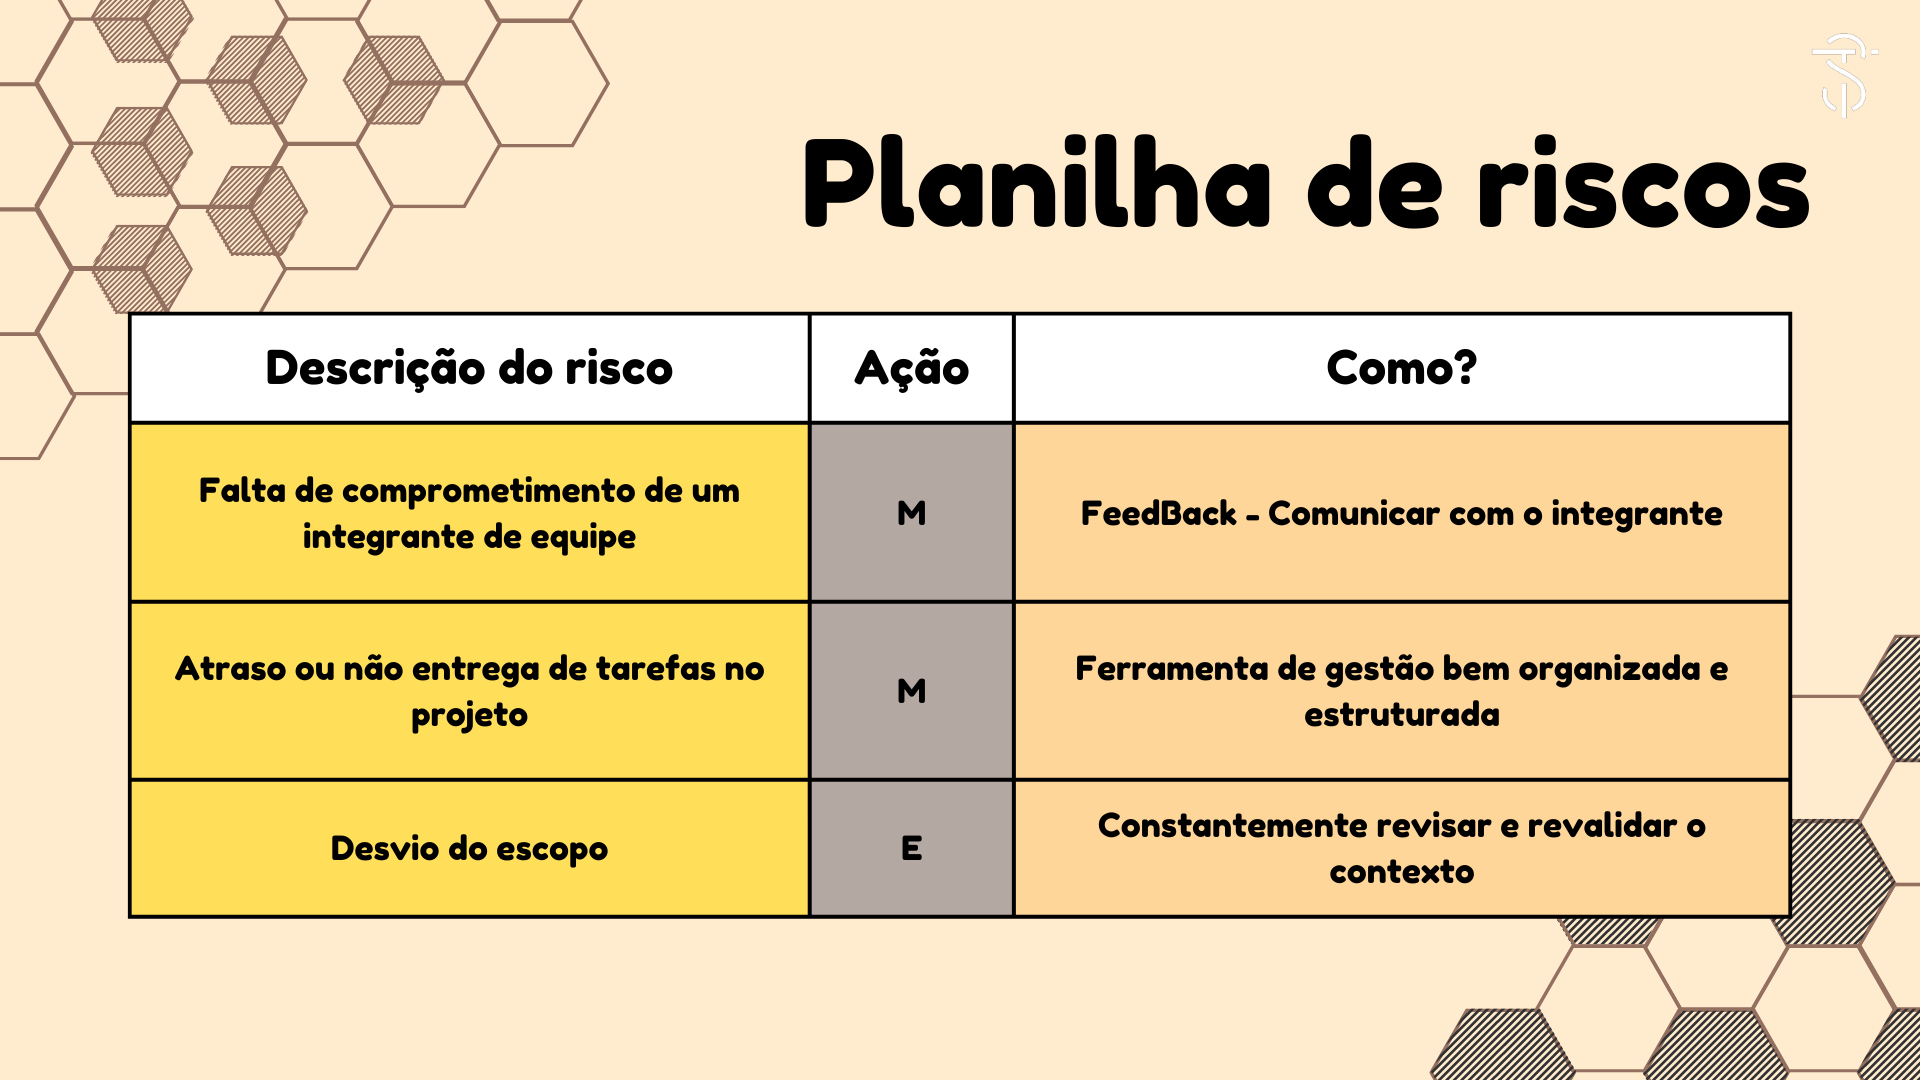 Planilha de riscos
Descrição do risco
Ação
Como?
Falta de comprometimento de um
integrante de equipe
M
FeedBack - Comunicar com o integrante
Atraso ou não entrega de tarefas no
projeto
M
Ferramenta de gestão bem organizada e
estruturada
Desvio do escopo
E
Constantemente revisar e revalidar o
contexto